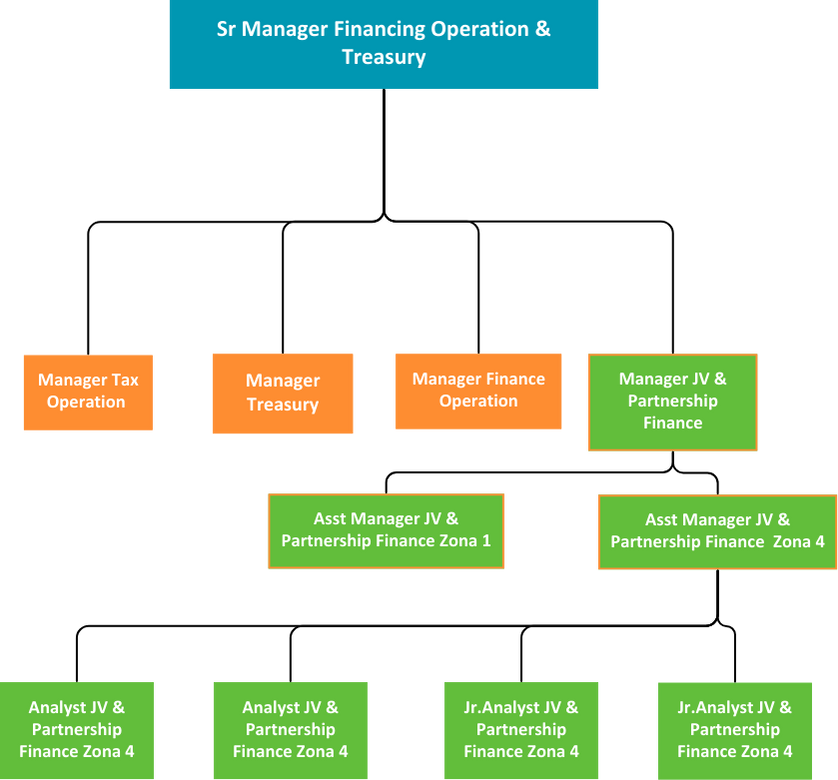 Sr Manager Financing Operation &
Treasury
Manager Tax
Operation
Manager
Treasury
Manager Finance
Operation
Manager JV &
Partnership
Finance
Asst Manager JV &
Partnership Finance Zona 1
Asst Manager JV &
Partnership Finance  Zona 4
Analyst JV &
Partnership
Finance Zona 4
Analyst JV &
Partnership
Finance Zona 4
Jr.Analyst JV &
Partnership
Finance Zona 4
Jr.Analyst JV &
Partnership
Finance Zona 4